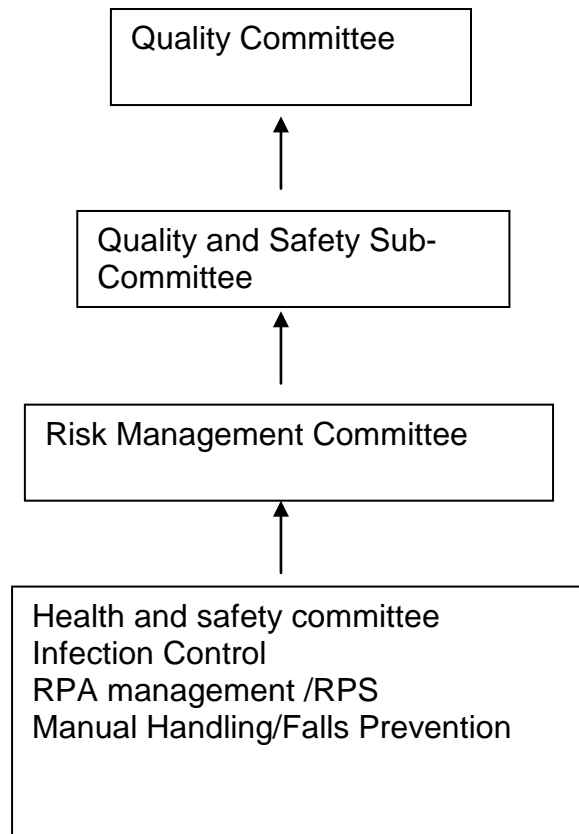 Quality Committee
Quality and Safety Sub-
Committee
Risk Management Committee
Health and safety committee
Infection Control
RPA management /RPS
Manual Handling/Falls Prevention